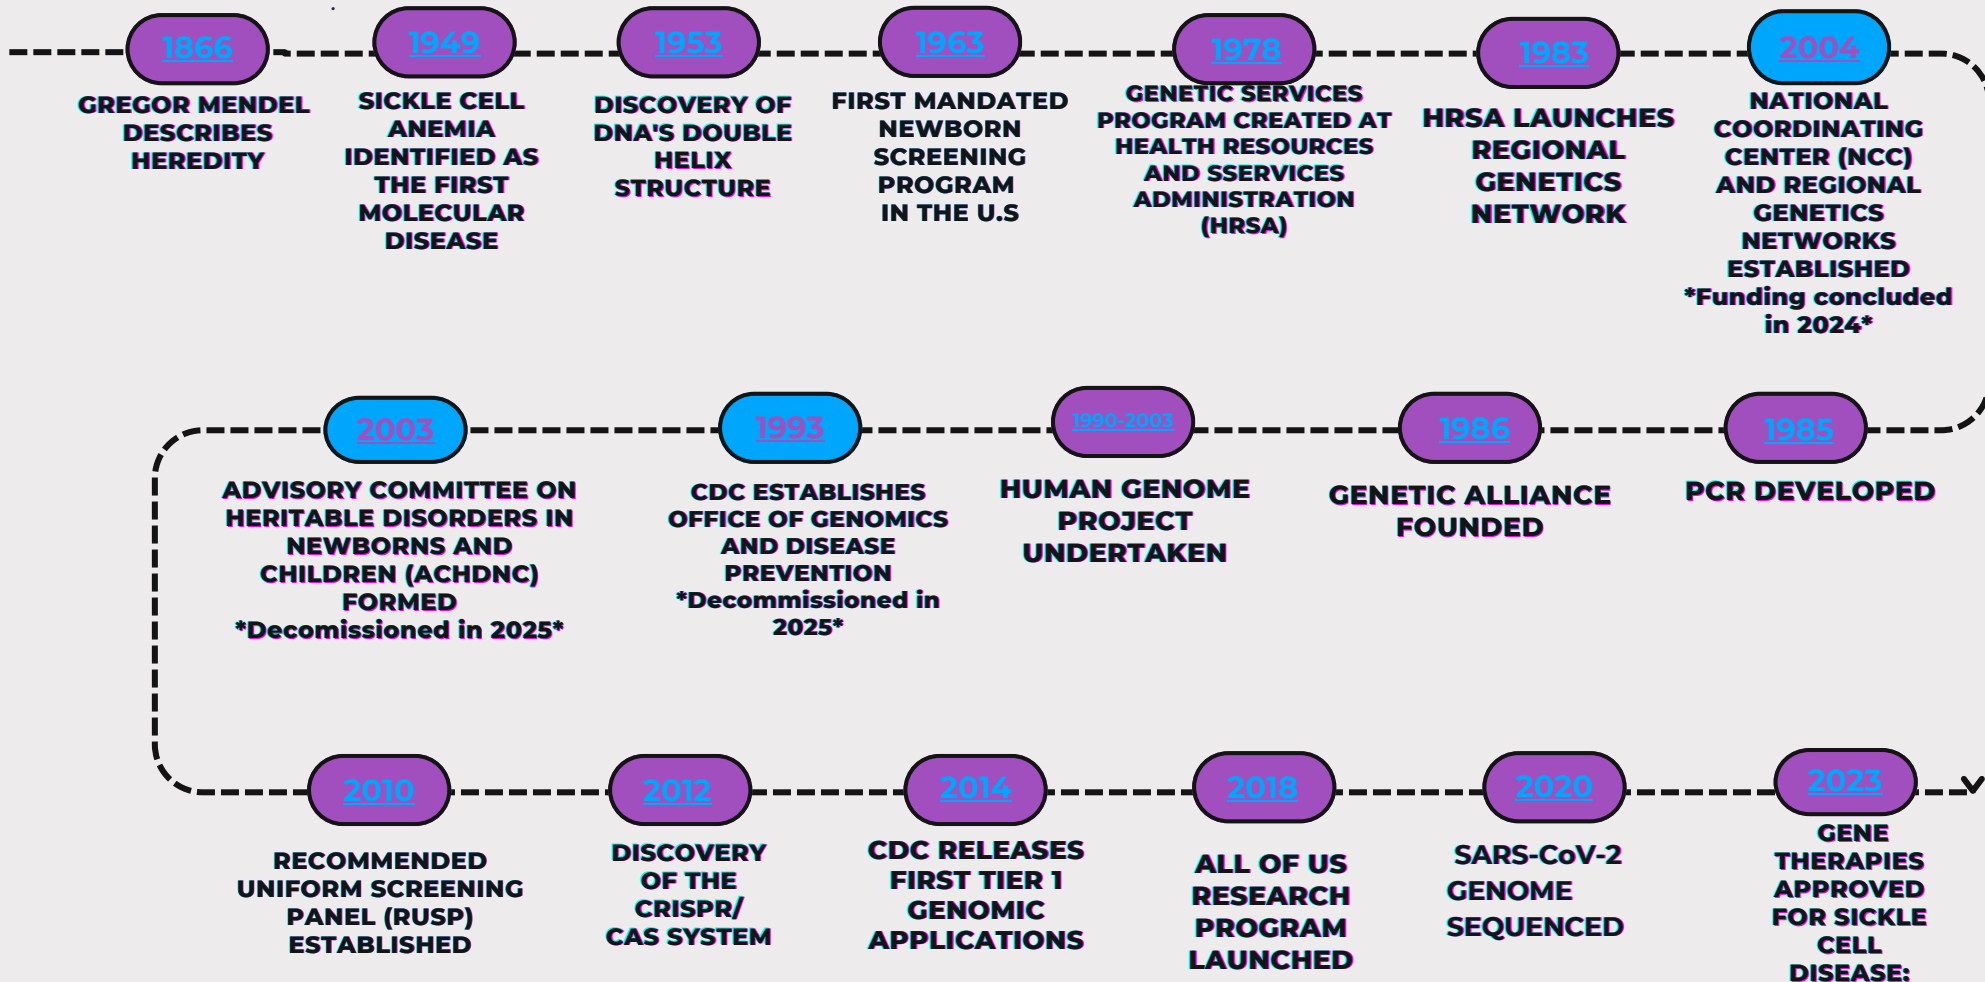 1866
GREGOR MENDEL
DESCRIBES
HEREDITY
1949
SICKLE CELL
ANEMIA
IDENTIFIED AS
THE FIRST
MOLECULAR
DISEASE
1953
DISCOVERY OF
DNA'S DOUBLE
HELIX
STRUCTURE
1963
FIRST MANDATED
NEWBORN
SCREENING
PROGRAM
IN THE U.S
1978
GENETIC SERVICES
PROGRAM CREATED AT
HEALTH RESOURCES
AND SSERVICES
ADMINISTRATION
(HRSA)
1983
HRSA LAUNCHES
REGIONAL
GENETICS
NETWORK
2004
NATIONAL
COORDINATING
CENTER (NCC)
AND REGIONAL
GENETICS
NETWORKS
ESTABLISHED
*Funding concluded
in 2024*
2003
ADVISORY COMMITTEE ON
HERITABLE DISORDERS IN
NEWBORNS AND
CHILDREN (ACHDNC)
FORMED
*Decomissioned in 2025*
1993
CDC ESTABLISHES
OFFICE OF GENOMICS
AND DISEASE
PREVENTION
*Decommissioned in
2025*
1990-2003
HUMAN GENOME
PROJECT
UNDERTAKEN
1986
GENETIC ALLIANCE
FOUNDED
1985
PCR DEVELOPED
2010
RECOMMENDED
UNIFORM SCREENING
PANEL (RUSP)
ESTABLISHED
2012
DISCOVERY
OF THE
CRISPR/
CAS SYSTEM
2014
CDC RELEASES
FIRST TIER 1
GENOMIC
APPLICATIONS
2018
ALL OF US
RESEARCH
PROGRAM
LAUNCHED
2020
SARS-CoV-2
GENOME
SEQUENCED
2023
GENE
THERAPIES
APPROVED
FOR SICKLE
CELL
DISEASE: